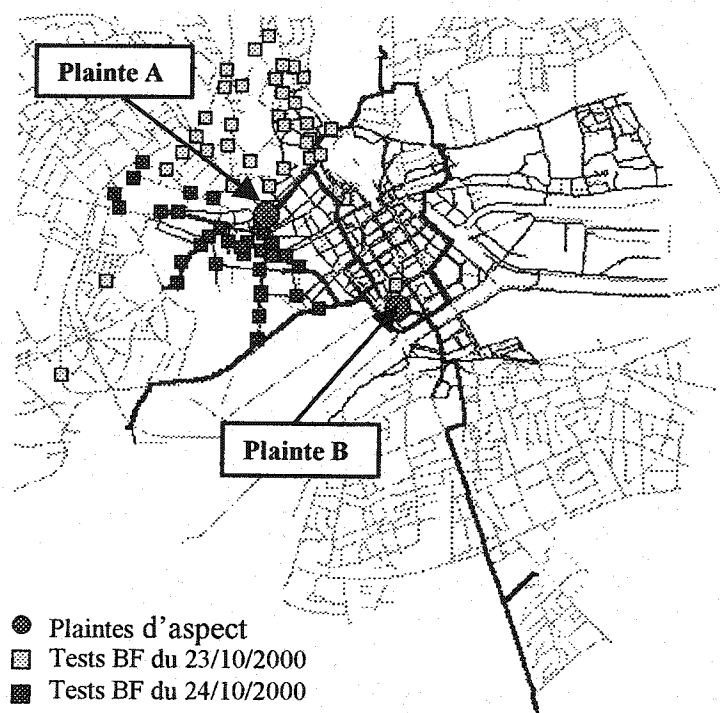 Plainte A
Plainte B
Plaintes d'aspect
Tests BF du 23/10/2000
Tests BF du 24/10/2000